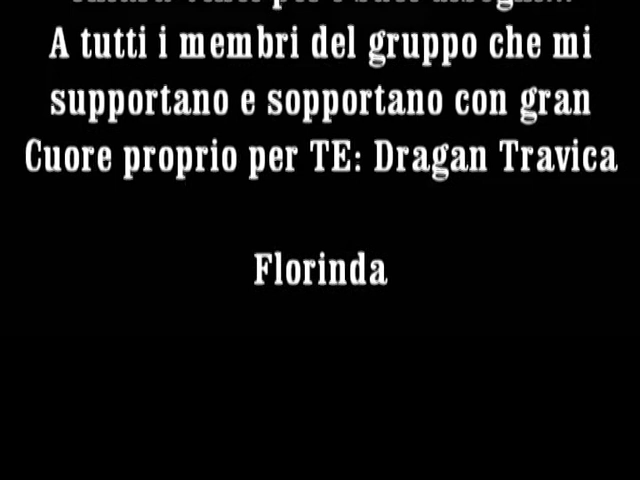 A tutti i membri del gruppo che mi
supportano e sopportano con gran
Cuore proprio per TE: Dragan Travica
Florinda